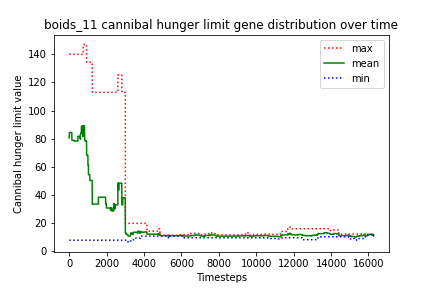 boids_11 cannibal hunger limit gene distribution over time
Cannibal hunger limit value
140
120
100
80
60
40
20
0
max
mean
min
0
2000
4000
6000
8000
10000
12000
14000
16000
Timesteps